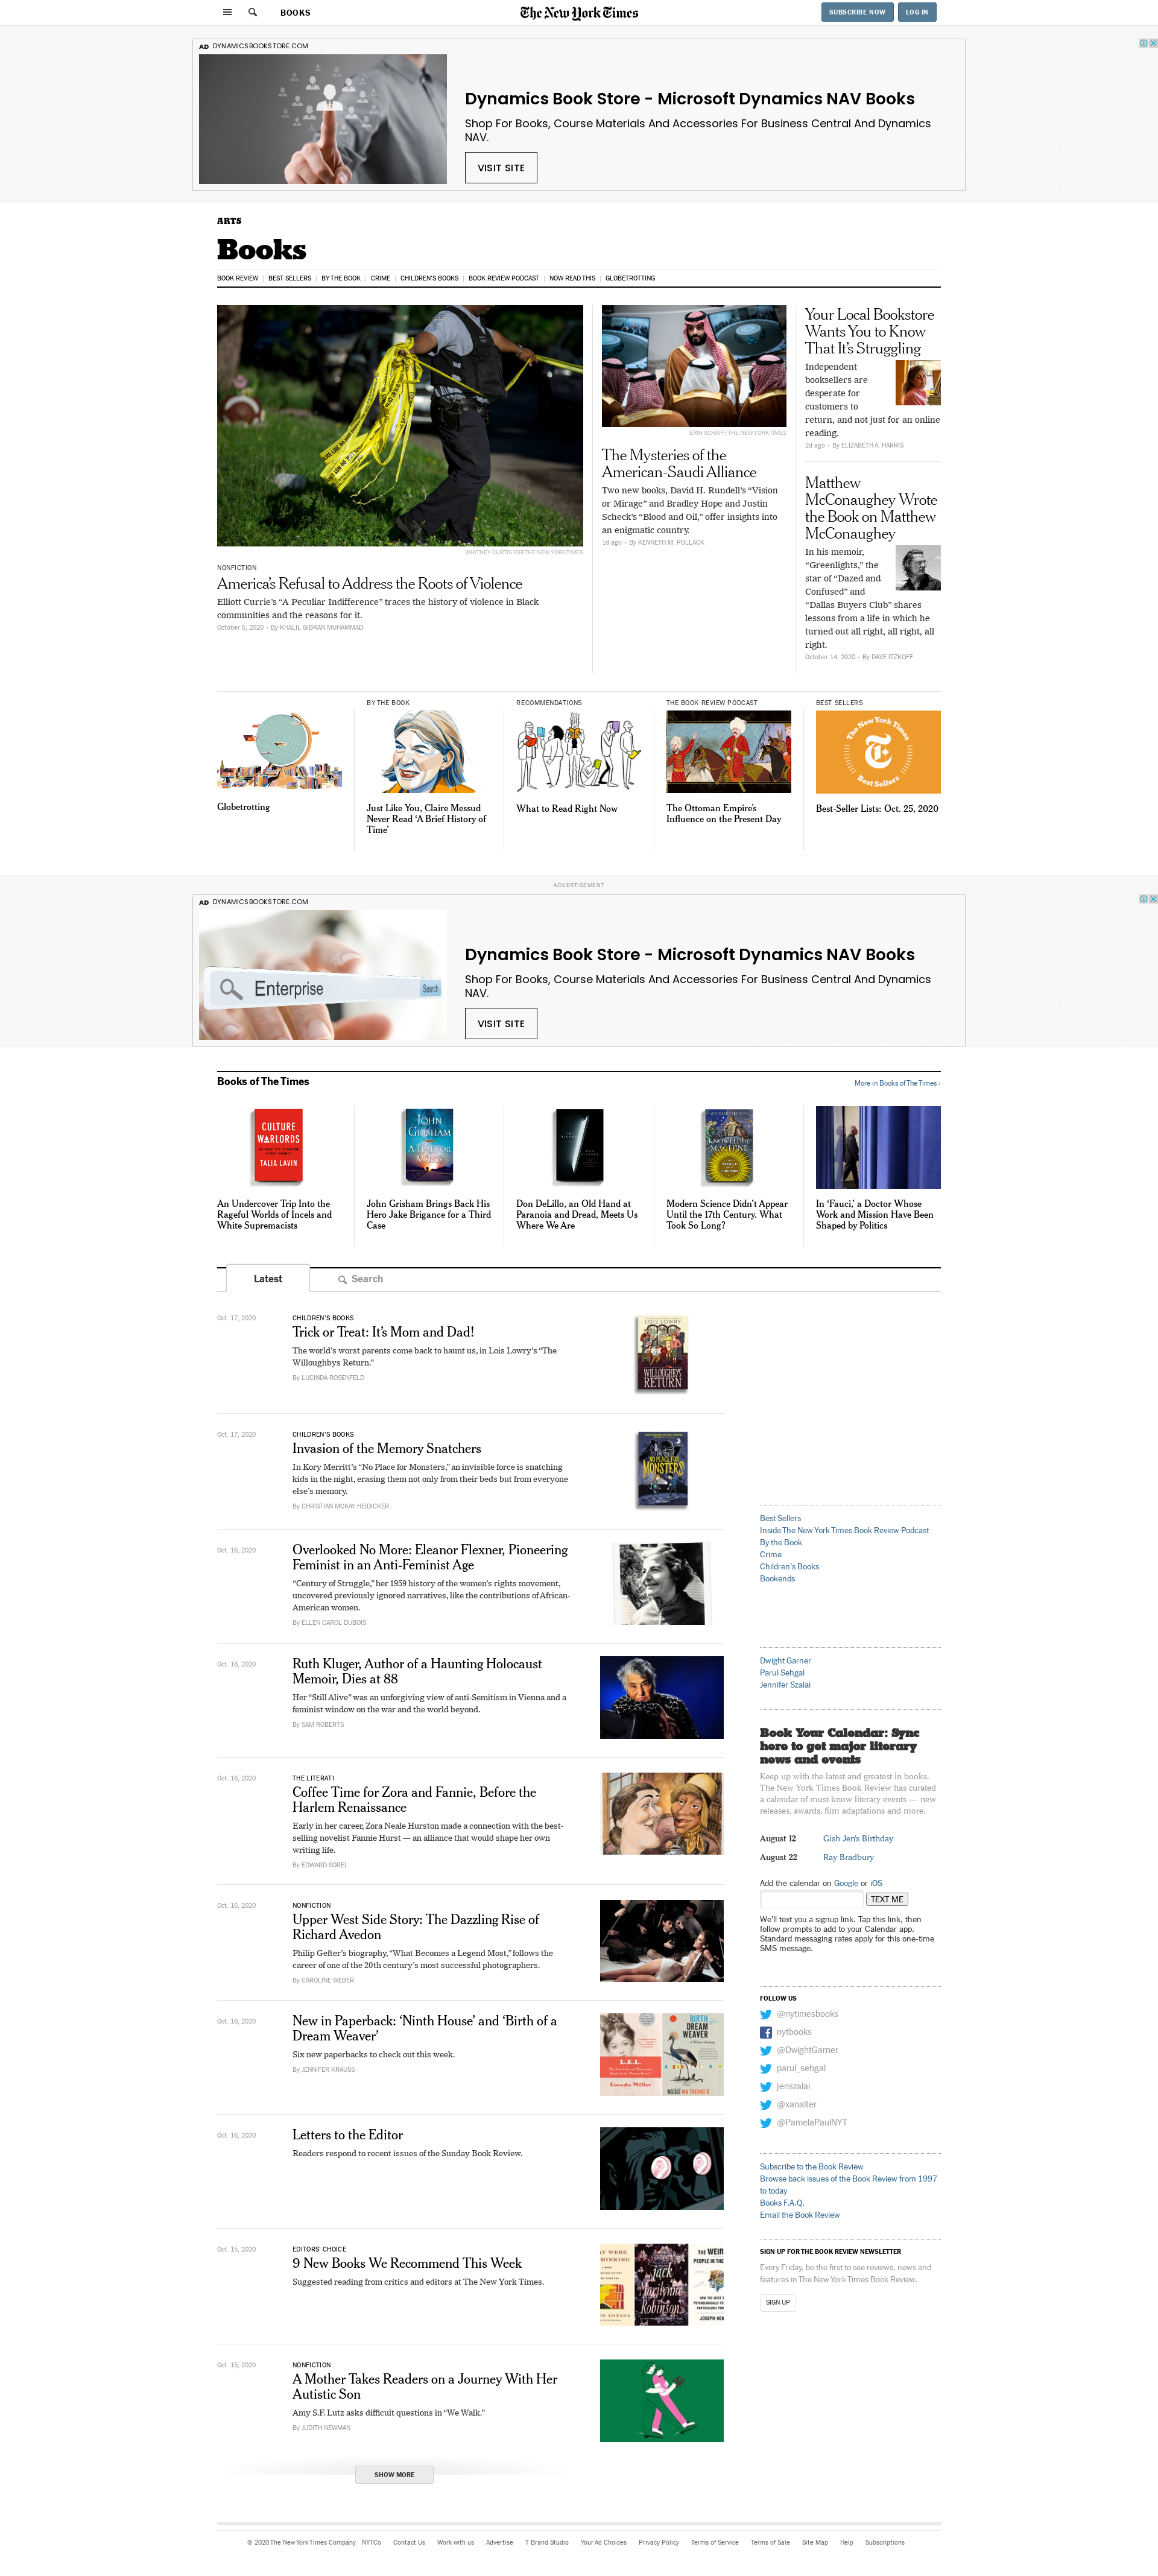 BOOKS
The New York Times
SUBSCRIBE NOW
LOG IN
AD DYNAMICSBOOKSTORE.COM
Dynamics Book Store - Microsoft Dynamics NAV Books
Shop For Books, Course Materials And Accessories For Business Central And Dynamics
NAV.
VISIT SITE
ARTS
Books
BOOK REVIEW | BEST SELLERS | BY THE BOOK | CRIME | CHILDREN'S BOOKS | BOOK REVIEW PODCAST | NOW READ THIS | GLOBETROTTING
WHITNEY CURTIS FOR THE NEW YORK TIMES
NONFICTION
America's Refusal to Address the Roots of Violence
Elliott Currie's “A Peculiar Indifference” traces the history of violence in Black
communities and the reasons for it.
October 5, 2020 - By KHALIL GIBRAN MUHAMMAD
ERIN SCHAFF/THE NEW YORK TIMES
The Mysteries of the
American-Saudi Alliance
Two new books, David H. Rundell's “Vision
or Mirage” and Bradley Hope and Justin
Scheck's “Blood and Oil,” offer insights into
an enigmatic country.
1d ago - By KENNETH M. POLLACK
Your Local Bookstore
Wants You to Know
That It's Struggling
Independent
booksellers are
desperate for
customers to
return, and not just for an online
reading.
2d ago - By ELIZABETH A. HARRIS
Matthew
McConaughey Wrote
the Book on Matthew
McConaughey
In his memoir,
“Greenlights,” the
star of “Dazed and
Confused” and
“Dallas Buyers Club” shares
lessons from a life in which he
turned out all right, all right, all
right.
October 14, 2020 - By DAVE ITZKOFF
Globetrotting
BY THE BOOK
Just Like You, Claire Messud
Never Read ‘A Brief History of
Time’
RECOMMENDATIONS
What to Read Right Now
THE BOOK REVIEW PODCAST
The Ottoman Empire's
Influence on the Present Day
BEST SELLERS
The New York Times
Best Sellers
Best-Seller Lists: Oct. 25, 2020
ADVERTISEMENT
AD DYNAMICSBOOKSTORE.COM
Enterprise
Search
Dynamics Book Store - Microsoft Dynamics NAV Books
Shop For Books, Course Materials And Accessories For Business Central And Dynamics
NAV.
VISIT SITE
Books of The Times
More in Books of The Times ›
CULTURE
WARLORDS
TALIA LAVIN
An Undercover Trip Into the
Rageful Worlds of Incels and
White Supremacists
JOHN
GRISHAM
A TIME FOR
MERCY
John Grisham Brings Back His
Hero Jake Brigance for a Third
Case
Don DeLillo, an Old Hand at
Paranoia and Dread, Meets Us
Where We Are
KNOWLEDGE
MACHINE
Modern Science Didn't Appear
Until the 17th Century. What
Took So Long?
In ‘Fauci,’ a Doctor Whose
Work and Mission Have Been
Shaped by Politics
Latest
Search
Oct. 17, 2020
CHILDREN'S BOOKS
Trick or Treat: It's Mom and Dad!
The world's worst parents come back to haunt us, in Lois Lowry's “The
Willoughbys Return.”
By LUCINDA ROSENFELD
LOIS LOWRY
WILLOUGHBYS
RETURN
Oct. 17, 2020
CHILDREN'S BOOKS
Invasion of the Memory Snatchers
In Kory Merritt's “No Place for Monsters,” an invisible force is snatching
kids in the night, erasing them not only from their beds but from everyone
else's memory.
By CHRISTIAN MCKAY HEIDICKER
NO PLACE FOR
MONSTERS
Oct. 16, 2020
Overlooked No More: Eleanor Flexner, Pioneering
Feminist in an Anti-Feminist Age
“Century of Struggle,” her 1959 history of the women's rights movement,
uncovered previously ignored narratives, like the contributions of African-
American women.
By ELLEN CAROL DUBOIS
Oct. 16, 2020
Ruth Kluger, Author of a Haunting Holocaust
Memoir, Dies at 88
Her “Still Alive” was an unforgiving view of anti-Semitism in Vienna and a
feminist window on the war and the world beyond.
By SAM ROBERTS
Oct. 16, 2020
THE LITERATI
Coffee Time for Zora and Fannie, Before the
Harlem Renaissance
Early in her career, Zora Neale Hurston made a connection with the best-
selling novelist Fannie Hurst — an alliance that would shape her own
writing life.
By EDWARD SOREL
Oct. 16, 2020
NONFICTION
Upper West Side Story: The Dazzling Rise of
Richard Avedon
Philip Gefter's biography, “What Becomes a Legend Most,” follows the
career of one of the 20th century's most successful photographers.
By CAROLINE WEBER
Oct. 16, 2020
New in Paperback: ‘Ninth House’ and ‘Birth of a
Dream Weaver’
Six new paperbacks to check out this week.
By JENNIFER KRAUSS
L.E.L.
Lucasta Miller
BIRTH
DREAM
WEAVER
NGŨGĨ WA THIONG'O
Oct. 16, 2020
Letters to the Editor
Readers respond to recent issues of the Sunday Book Review.
Oct. 15, 2020
EDITORS' CHOICE
9 New Books We Recommend This Week
Suggested reading from critics and editors at The New York Times.
AT WERE
THINKING
jack
Marilynne
Robinson
THE WEIR
PEOPLE IN THE
JOSEPH HEN
Oct. 15, 2020
NONFICTION
A Mother Takes Readers on a Journey With Her
Autistic Son
Amy S.F. Lutz asks difficult questions in “We Walk.”
By JUDITH NEWMAN
SHOW MORE
Best Sellers
Inside The New York Times Book Review Podcast
By the Book
Crime
Children's Books
Bookends
Dwight Garner
Parul Sehgal
Jennifer Szalai
Book Your Calendar: Sync
here to get major literary
news and events
Keep up with the latest and greatest in books.
The New York Times Book Review has curated
a calendar of must-know literary events — new
releases, awards, film adaptations and more.
August 12 Gish Jen's Birthday
August 22 Ray Bradbury
Add the calendar on Google or iOS
TEXT ME
We'll text you a signup link. Tap this link, then
follow prompts to add to your Calendar app.
Standard messaging rates apply for this one-time
SMS message.
FOLLOW US
@nytimesbooks
nytbooks
@DwightGarner
parul_sehgal
jenszalai
@xanalter
@PamelaPaulNYT
Subscribe to the Book Review
Browse back issues of the Book Review from 1997
to today
Books F.A.Q.
Email the Book Review
SIGN UP FOR THE BOOK REVIEW NEWSLETTER
Every Friday, be the first to see reviews, news and
features in The New York Times Book Review.
SIGN UP
© 2020 The New York Times Company NYTCo Contact Us Work with us Advertise T Brand Studio Your Ad Choices Privacy Policy Terms of Service Terms of Sale Site Map Help Subscriptions